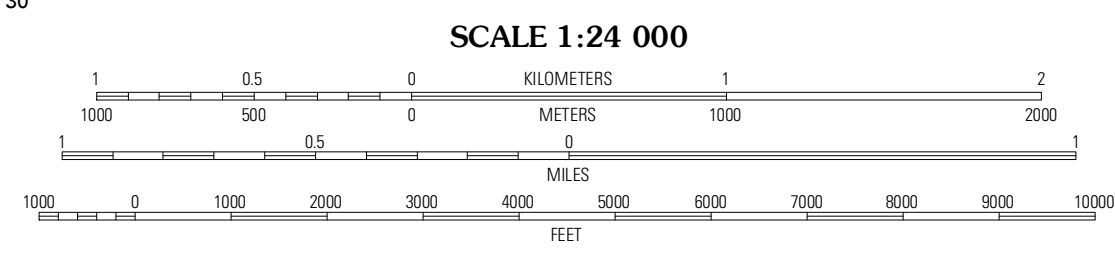 30
SCALE 1:24 000
1 0.5 0 KILOMETERS 1 2
1000 500 0 METERS 1000 2000
1 0.5 0 1
MILES
1000 0 1000 2000 3000 4000 5000 6000 7000 8000 9000 10000
FEET